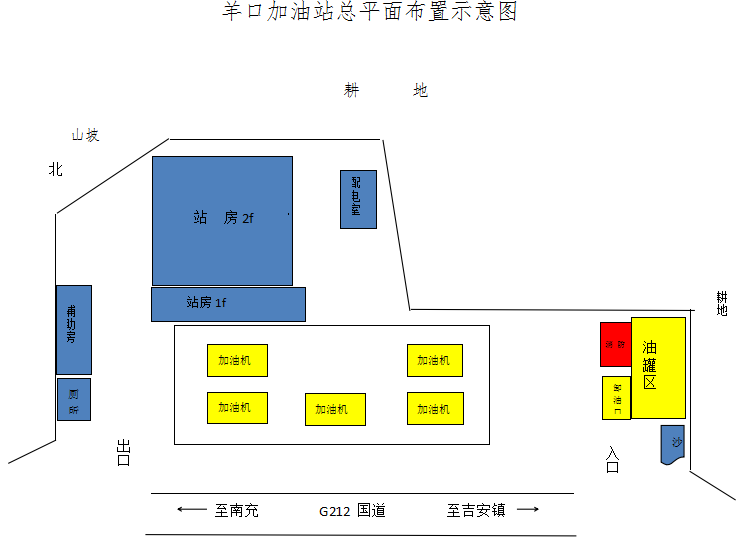 羊口加油站总平面布置示意图
耕 地
山坡
北
配电室
站 房 2f
站房 1f
耕地
辅助房
厕所
加油机
加油机
加油机
加油机
加油机
油罐区
卸油口
沙
出口
入口
至南充
G212 国道
至吉安镇